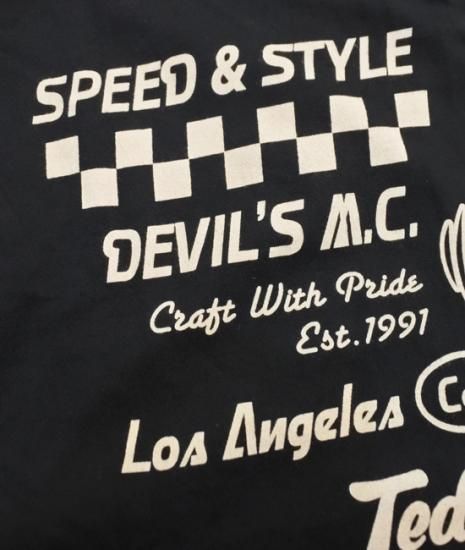 SPEED & STYLE
DEVIL'S M.C.
Craft With Pride
Est.1991
Los Angeles